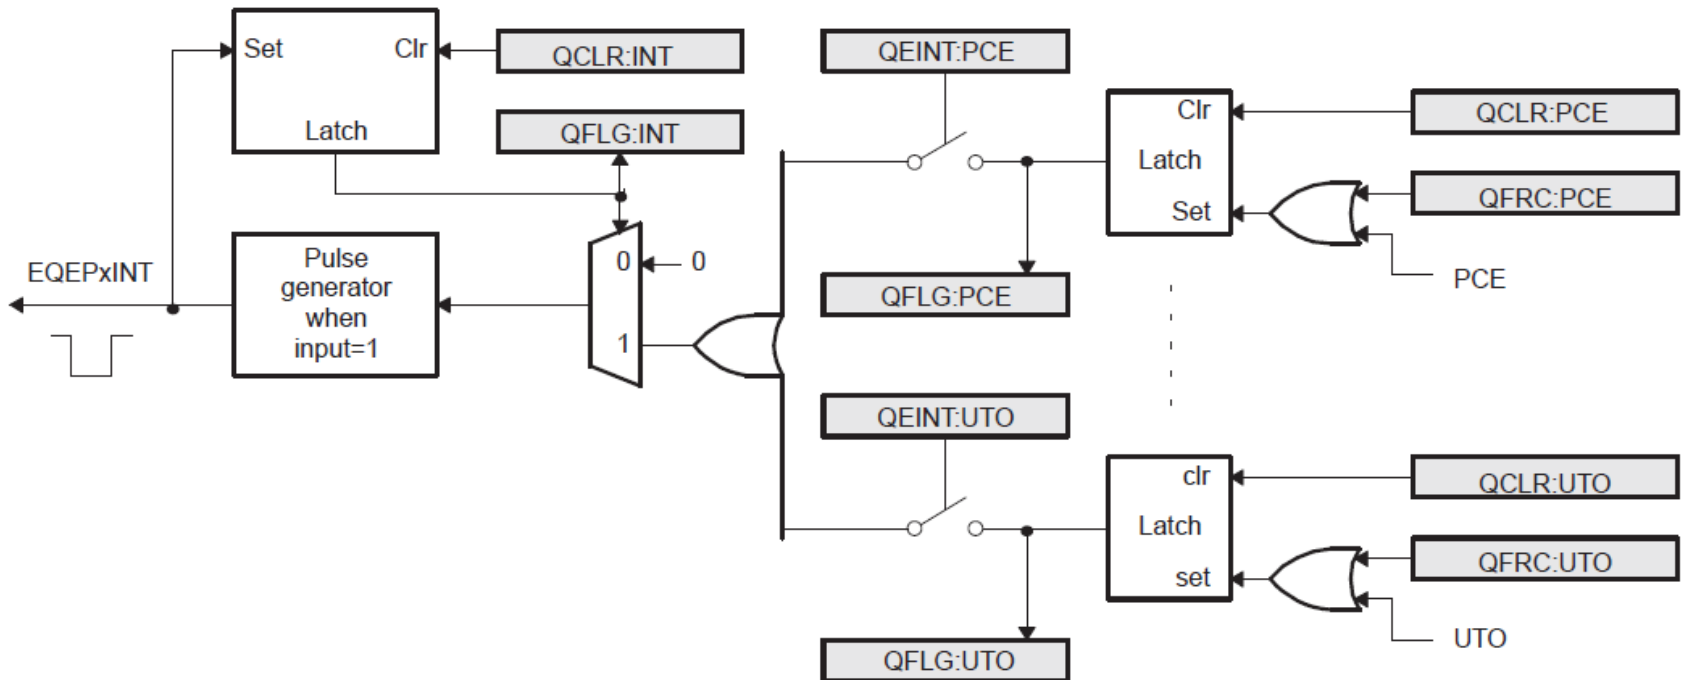 Set
Clr
Latch
QCLR:INT
QFLG:INT
EQEPxINT
Pulse
generator
when
input=1
0
0
1
QEINT:PCE
QFLG:PCE
Clr
Latch
Set
QCLR:PCE
QFRC:PCE
PCE
QEINT:UTO
QFLG:UTO
clr
Latch
set
QCLR:UTO
QFRC:UTO
UTO